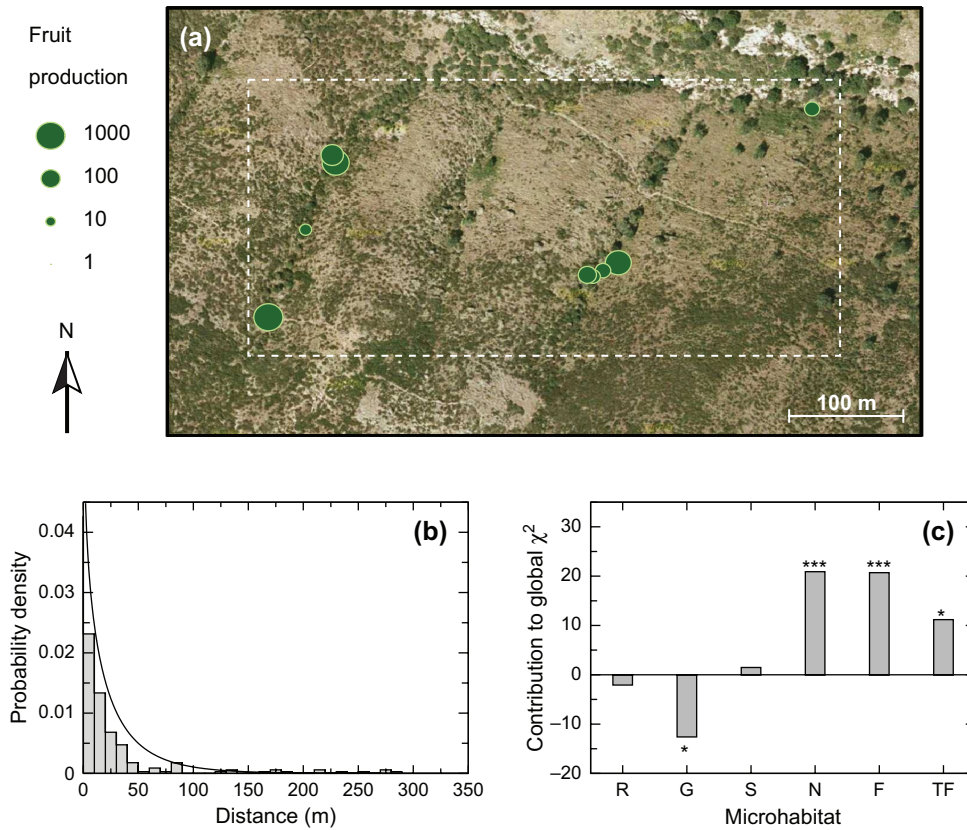 Fruit
production
1000
100
10
1
N
(a)
100 m
(b)
Probability density
0.04
0.03
0.02
0.01
0
0 50 100 150 200 250 300 350
Distance (m)
(c)
Contribution to global χ²
30
20
10
0
–10
–20
*** *** *
*
R G S N F TF
Microhabitat